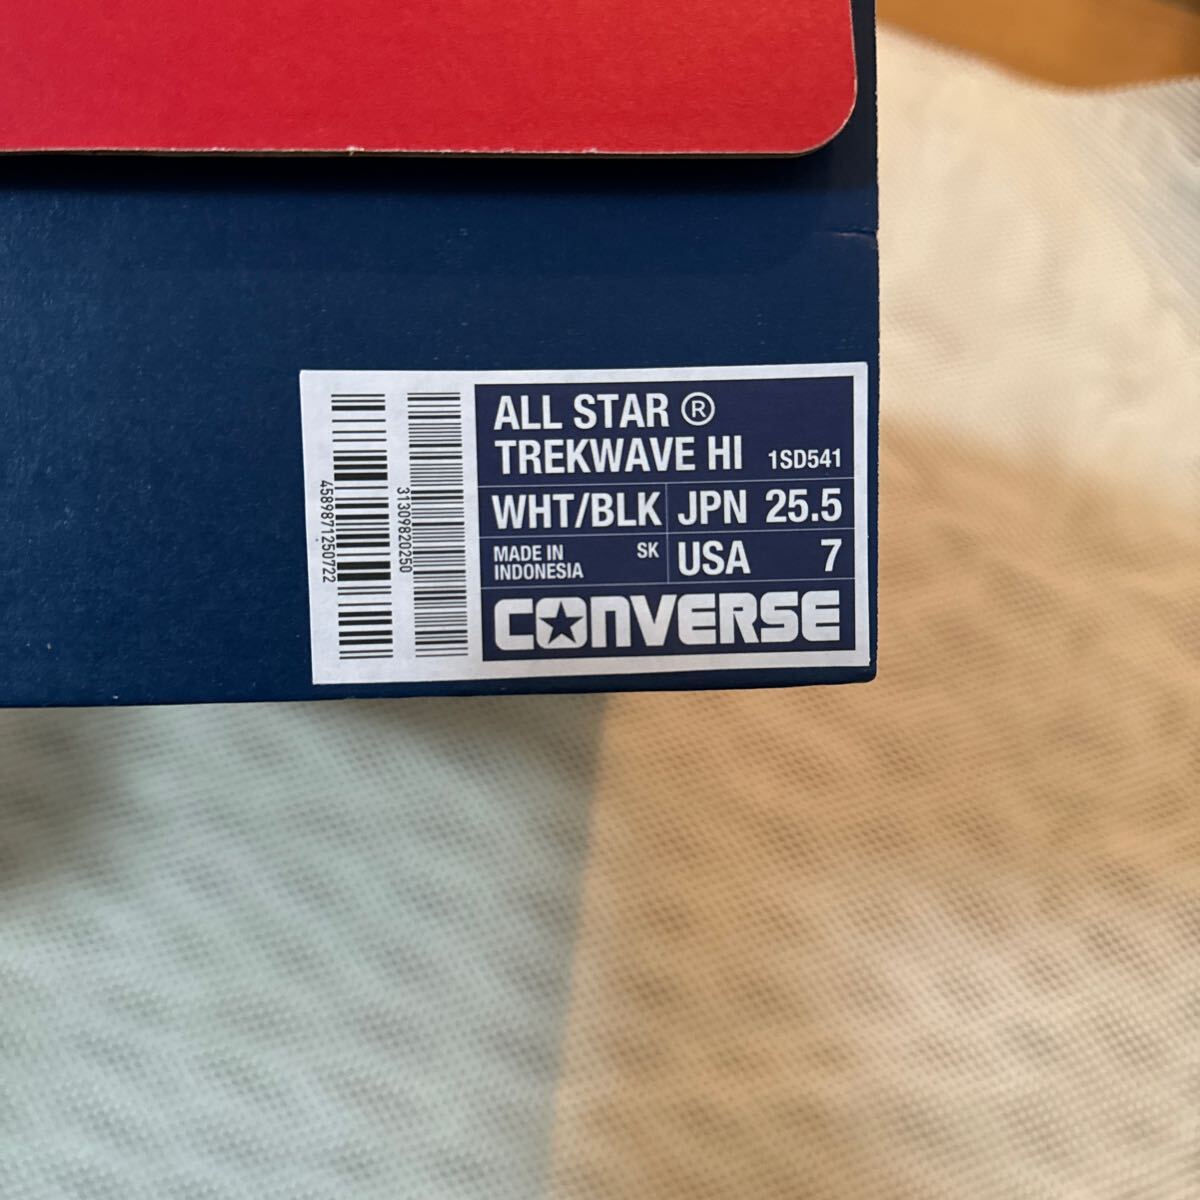 ALL STAR Ⓡ
TREKWAVE HI 1SD541
WHT/BLK JPN 25.5
MADE IN INDONESIA SK USA 7
CONVERSE
31309820250
4589871250722